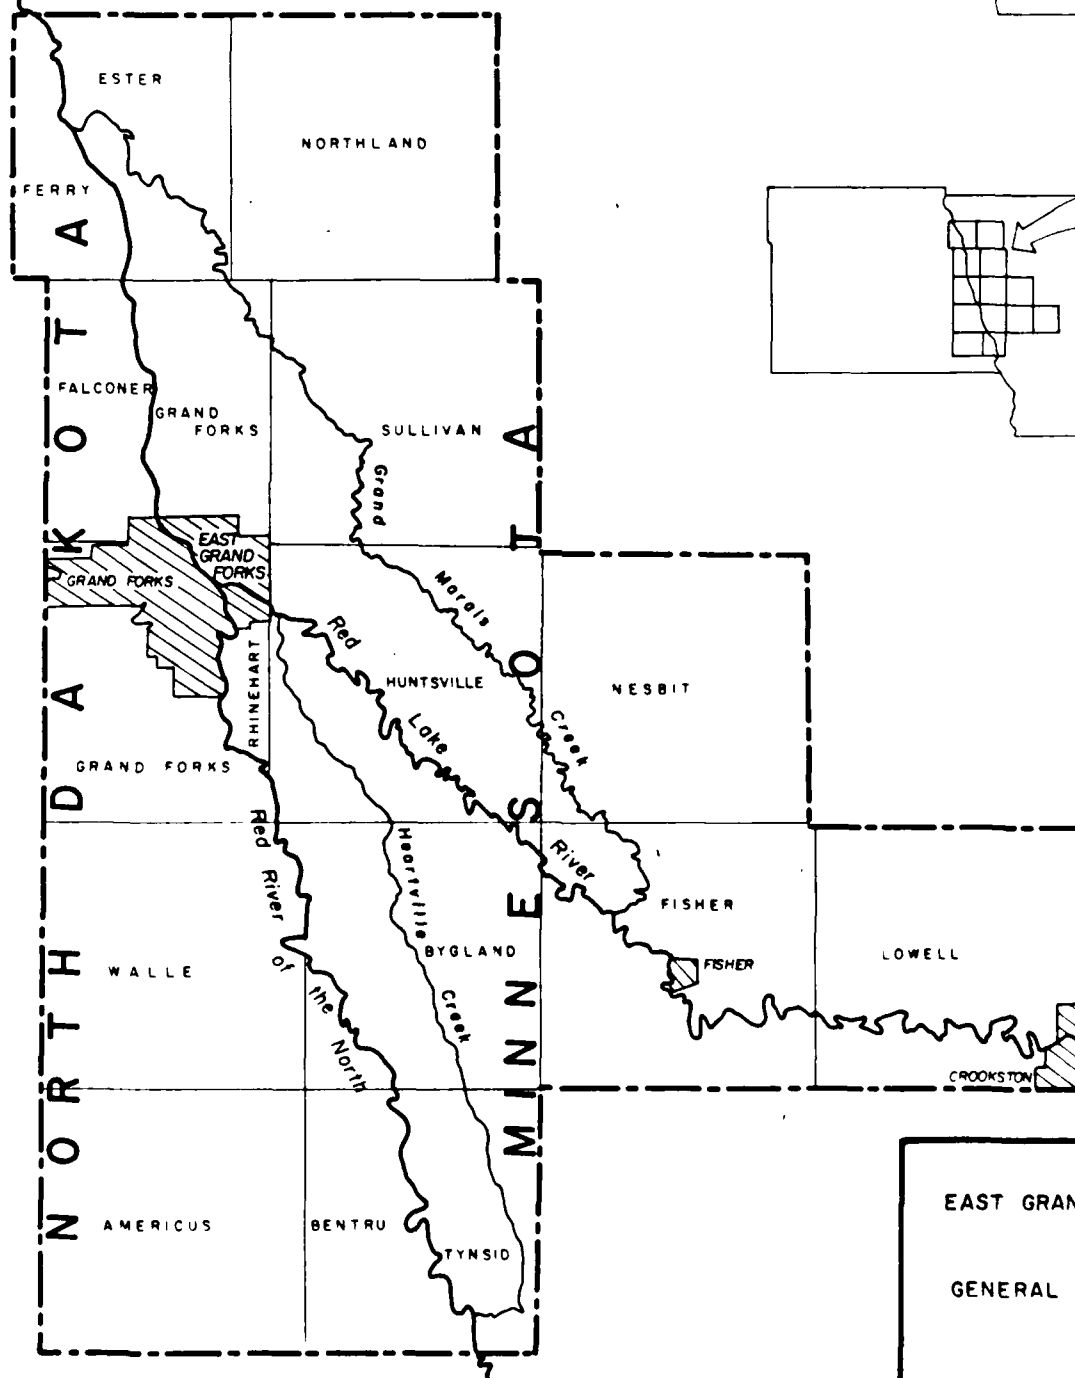 ESTER
NORTHLAND
FERRY
NORTH DAKOTA
FALCONER
GRAND
FORKS
SULLIVAN
MINNESOTA
Grand
Marais
Creek
EAST
GRAND
FORKS
GRAND FORKS
Red
Lake
River
RHINEHART
HUNTSVILLE
NESBIT
GRAND FORKS
Red
River
of
the
North
Heartville
Creek
BYGLAND
FISHER
FISHER
LOWELL
WALLE
CROOKSTON
AMERICUS
BENTRU
TYNSID
EAST GRAN
GENERAL